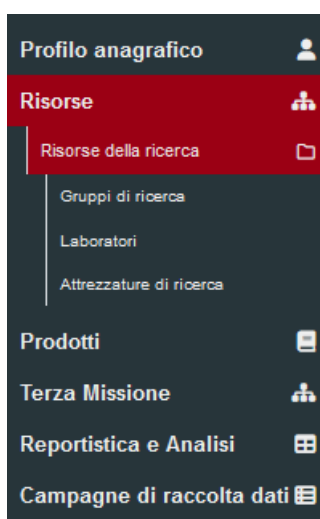 Profilo anagrafico
Risorse
Risorse della ricerca
Gruppi di ricerca
Laboratori
Attrezzature di ricerca
Prodotti
Terza Missione
Reportistica e Analisi
Campagne di raccolta dati